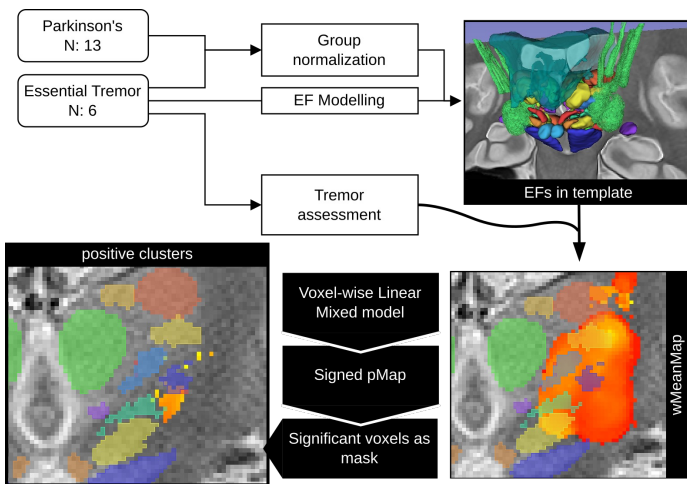 Parkinson's
N: 13
Group
normalization
Essential Tremor
N: 6
EF Modelling
Tremor
assessment
EFs in template
positive clusters
Voxel-wise Linear
Mixed model
Signed pMap
Significant voxels as
mask
wMeanMap